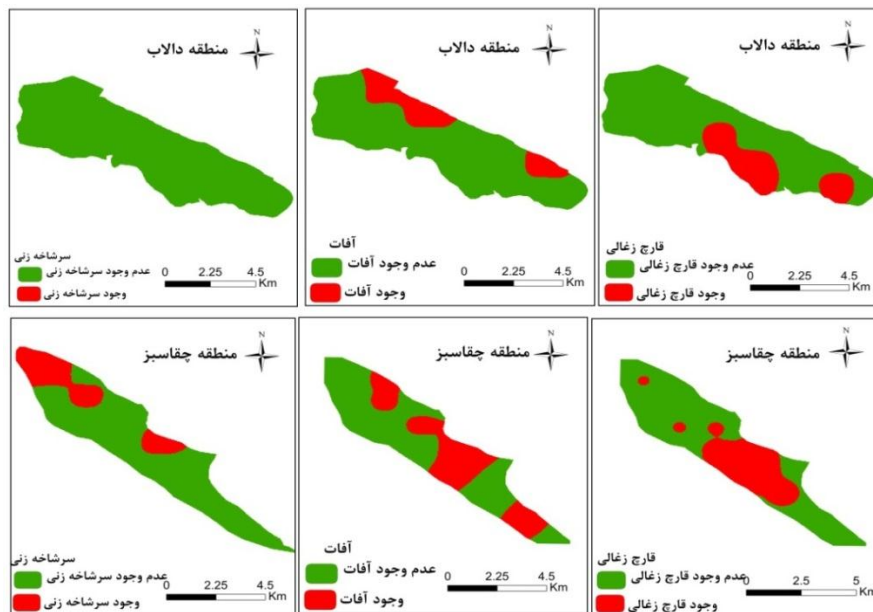 منطقه دالاب
N
سرشاخه زنی
عدم وجود سرشاخه زنی
وجود سرشاخه زنی
0 2.25 4.5
Km
منطقه دالاب
N
آفات
عدم وجود آفات
وجود آفات
0 2.25 4.5
Km
منطقه دالاب
N
قارچ زغالی
عدم وجود قارچ زغالی
وجود قارچ زغالی
0 2.25 4.5
Km
منطقه چقاسبز
N
سرشاخه زنی
عدم وجود سرشاخه زنی
وجود سرشاخه زنی
0 2.25 4.5
Km
منطقه چقاسبز
N
آفات
عدم وجود آفات
وجود آفات
0 2.25 4.5
Km
منطقه چقاسبز
N
قارچ زغالی
عدم وجود قارچ زغالی
وجود قارچ زغالی
0 2.5 5
Km